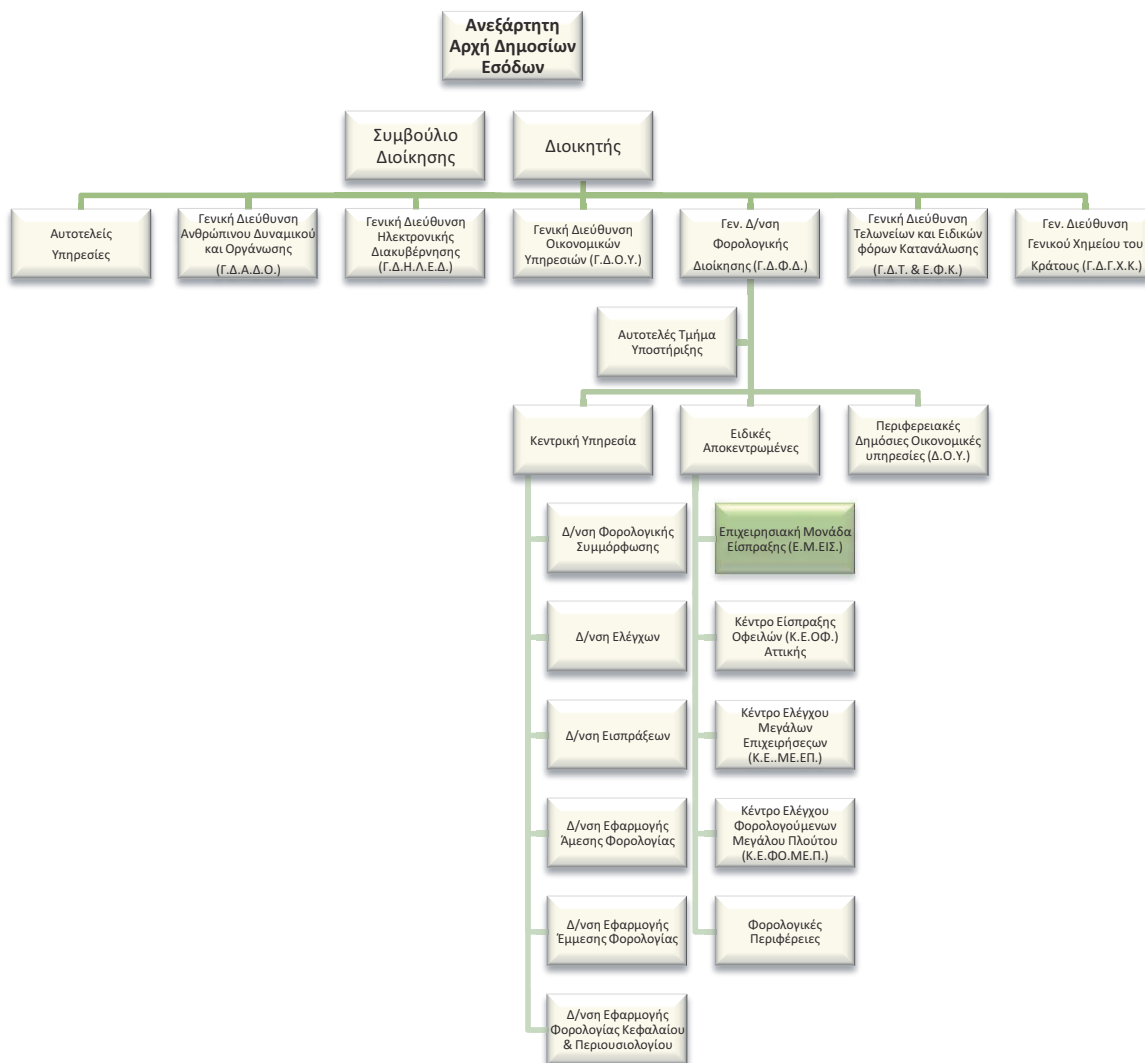 Ανεξάρτητη
Αρχή Δημοσίων
Εσόδων
Συμβούλιο
Διοίκησης
Διοικητής
Αυτοτελείς
Υπηρεσίες
Γενική Διεύθυνση
Ανθρώπινου Δυναμικού
και Οργάνωσης
(Γ.Δ.Α.Δ.Ο.)
Γενική Διεύθυνση
Ηλεκτρονικής
Διακυβέρνησης
(Γ.Δ.Η.Λ.Ε.Δ.)
Γενική Διεύθυνση
Οικονομικών
Υπηρεσιών (Γ.Δ.Ο.Υ.)
Γεν. Δ/νση
Φορολογικής
Διοίκησης (Γ.Δ.Φ.Δ.)
Γενική Διεύθυνση
Τελωνείων και Ειδικών
φόρων Κατανάλωσης
(Γ.Δ.Τ. & Ε.Φ.Κ.)
Γεν. Διεύθυνση
Γενικού Χημείου του
Κράτους (Γ.Δ.Γ.Χ.Κ.)
Αυτοτελές Τμήμα
Υποστήριξης
Κεντρική Υπηρεσία
Ειδικές
Αποκεντρωμένες
Περιφερειακές
Δημόσιες Οικονομικές
υπηρεσίες (Δ.Ο.Υ.)
Δ/νση Φορολογικής
Συμμόρφωσης
Δ/νση Ελέγχων
Δ/νση Εισπράξεων
Δ/νση Εφαρμογής
Άμεσης Φορολογίας
Δ/νση Εφαρμογής
Έμμεσης Φορολογίας
Δ/νση Εφαρμογής
Φορολογίας Κεφαλαίου
& Περιουσιολογίου
Επιχειρησιακή Μονάδα
Είσπραξης (Ε.Μ.ΕΙΣ.)
Κέντρο Είσπραξης
Οφειλών (Κ.Ε.ΟΦ.)
Αττικής
Κέντρο Ελέγχου
Μεγάλων
Επιχειρήσεςων
(Κ.Ε..ΜΕ.ΕΠ.)
Κέντρο Ελέγχου
Φορολογούμενων
Μεγάλου Πλούτου
(Κ.Ε.ΦΟ.ΜΕ.Π.)
Φορολογικές
Περιφέρειες